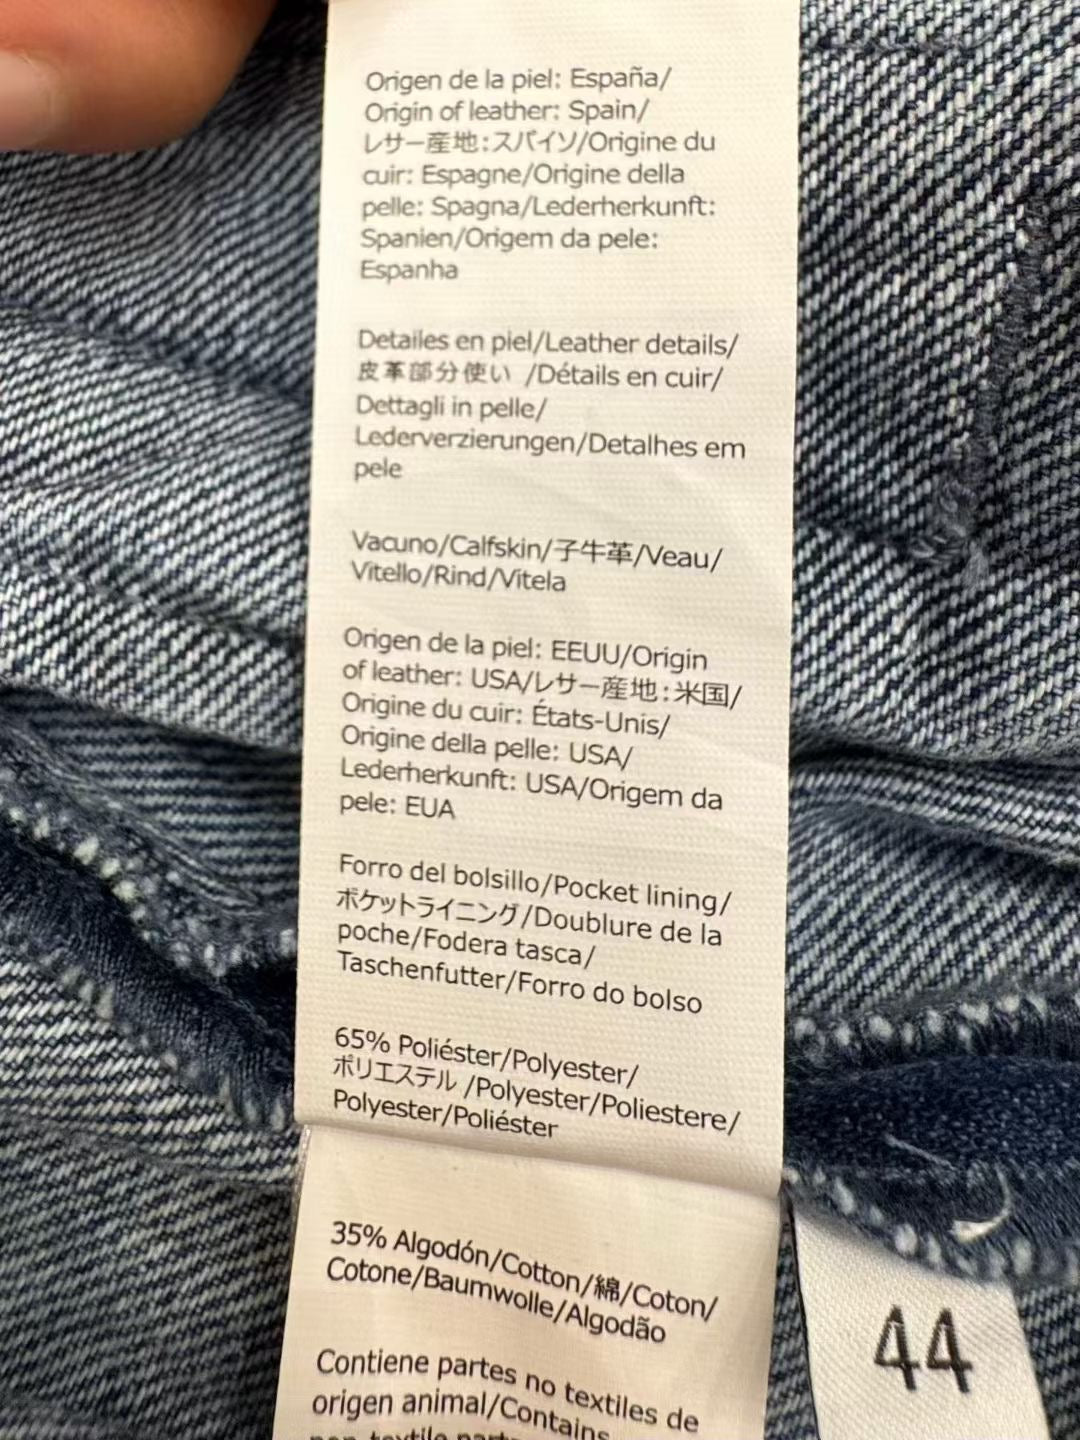 Origen de la piel: España/
Origin of leather: Spain/
レザー産地:スペイン/Origine du
cuir: Espagne/Origine della
pelle: Spagna/Lederherkunft:
Spanien/Origem da pele:
Espanha
Detalles en piel/Leather details/
皮革部分使い /Détails en cuir/
Dettagli in pelle/
Lederverzierungen/Detalhes em
pele
Vacuno/Calfskin/子牛革/Veau/
Vitello/Rind/Vitela
Origen de la piel: EEUU/Origin
of leather: USA/レザー産地:米国/
Origine du cuir: États-Unis/
Origine della pelle: USA/
Lederherkunft: USA/Origem da
pele: EUA
Forro del bolsillo/Pocket lining/
ポケットライニング/Doublure de la
poche/Fodera tasca/
Taschenfutter/Forro do bolso
65% Poliéster/Polyester/
ポリエステル /Polyester/Poliestere/
Polyester/Poliéster
35% Algodón/Cotton/綿/Coton/
Cotone/Baumwolle/Algodão
Contiene partes no textiles de
origen animal/Contains
44